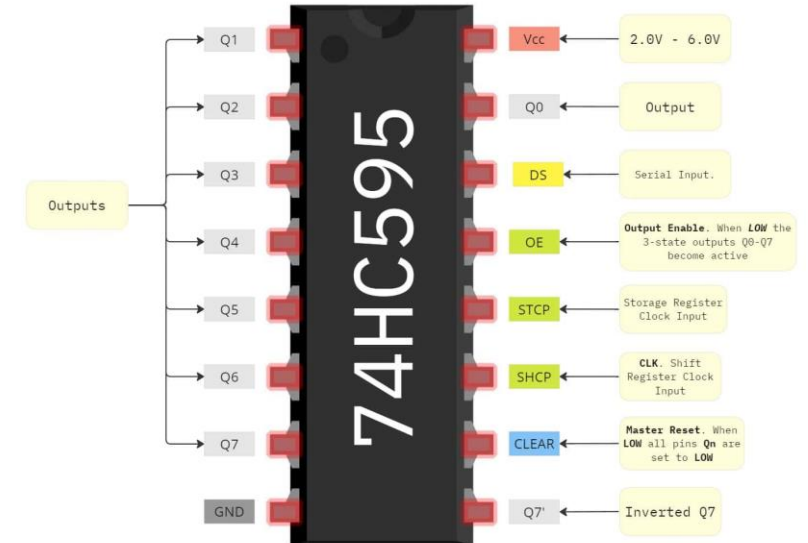 Outputs
Q1
Q2
Q3
Q4
Q5
Q6
Q7
GND
74HC595
Vcc
2.0V - 6.0V
Q0
Output
DS
Serial Input.
OE
Output Enable. When LOW the
3-state outputs Q0-Q7
become active
STCP
Storage Register
Clock Input
SHCP
CLK. Shift
Register Clock
Input
CLEAR
Master Reset. When
LOW all pins Qn are
set to LOW
Q7'
Inverted Q7